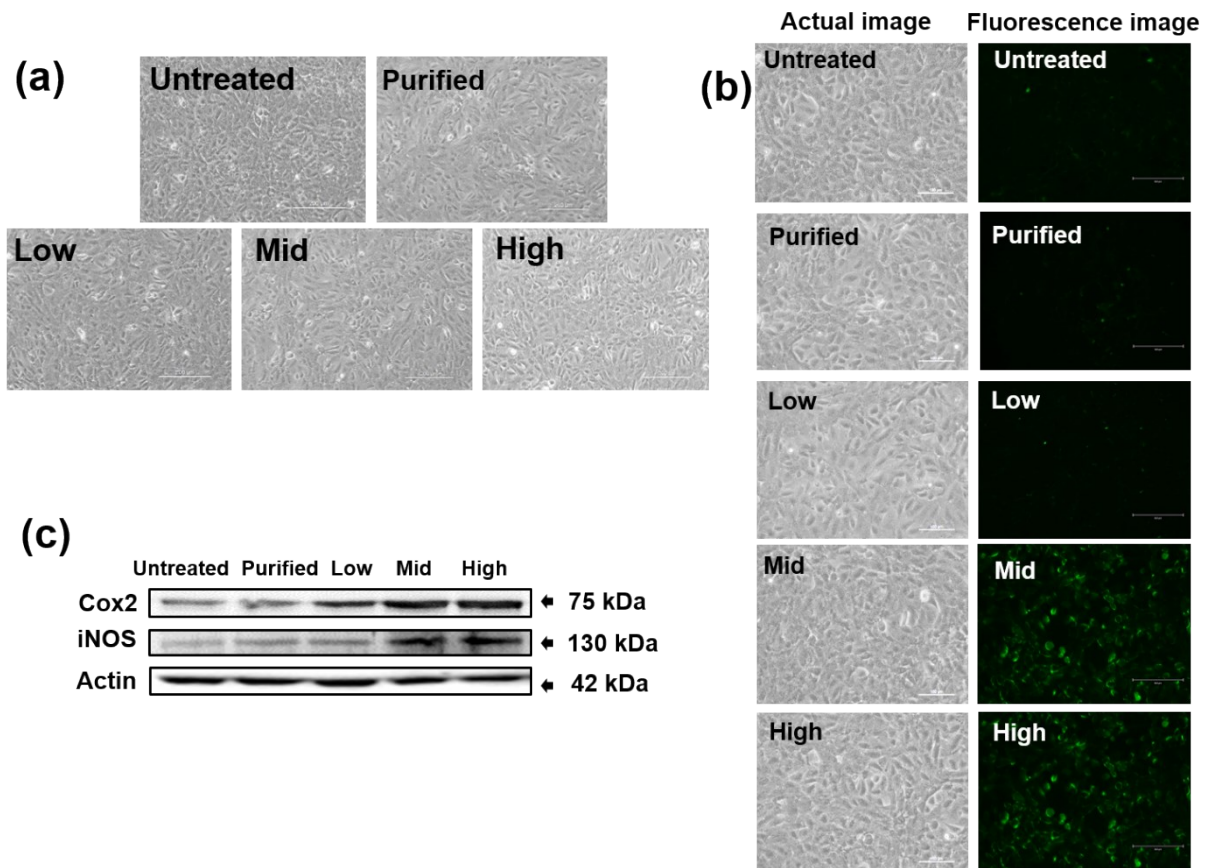 (a)
Untreated
Purified
Low
Mid
High
(b)
Actual image
Fluorescence image
Untreated
Untreated
Purified
Purified
Low
Low
Mid
Mid
High
High
(c)
Untreated Purified Low Mid High
Cox2 75 kDa
iNOS 130 kDa
Actin 42 kDa